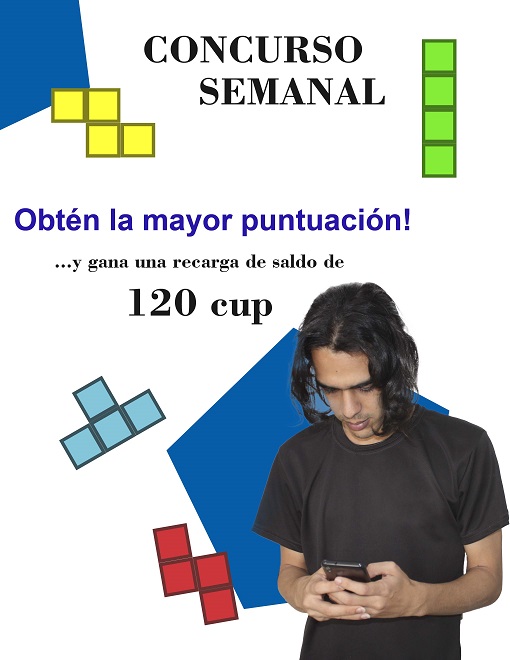 CONCURSO
SEMANAL
Obtén la mayor puntuación!
...y gana una recarga de saldo de
120 cup